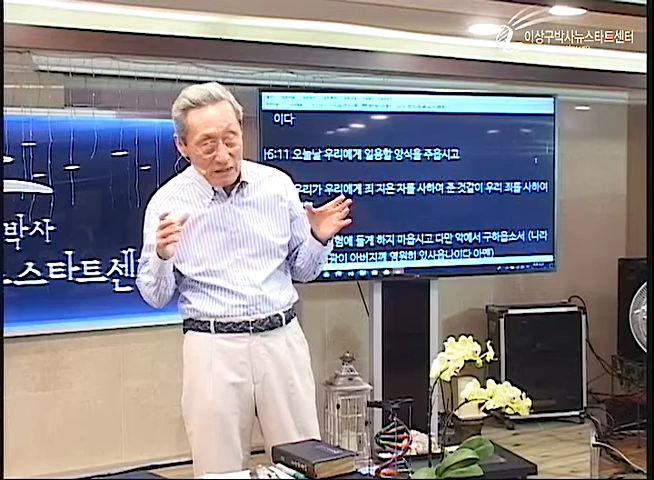 이상구박사뉴스타트센터
이다
6:11 오늘날 우리에게 일용할 양식을 주옵시고
우리가 우리에게 죄 지은 자를 사하여 준 것같이 우리 죄를 사하여
험에 들게 하지 마옵시고 다만 악에서 구하옵소서 (나라
이 아버지께 영원히 있사옵나이다 아멘)
박사
스타트센